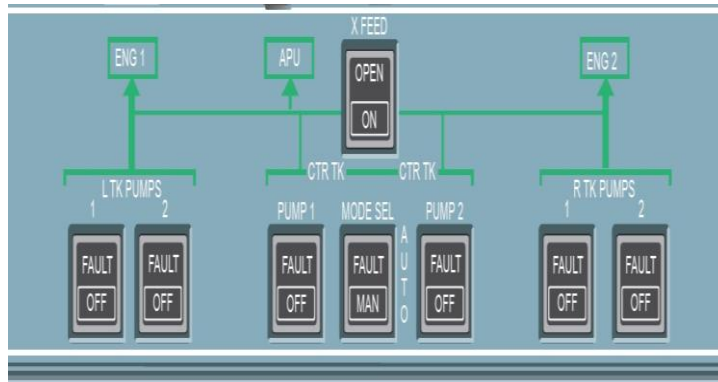 X FEED
ENG 1
APU
OPEN
ENG 2
ON
CTR TK
CTR TK
L TK PUMPS
R TK PUMPS
1
2
PUMP 1
MODE SEL
PUMP 2
1
2
AUTO
FAULT
FAULT
FAULT
FAULT
FAULT
FAULT
FAULT
OFF
OFF
OFF
MAN
OFF
OFF
OFF